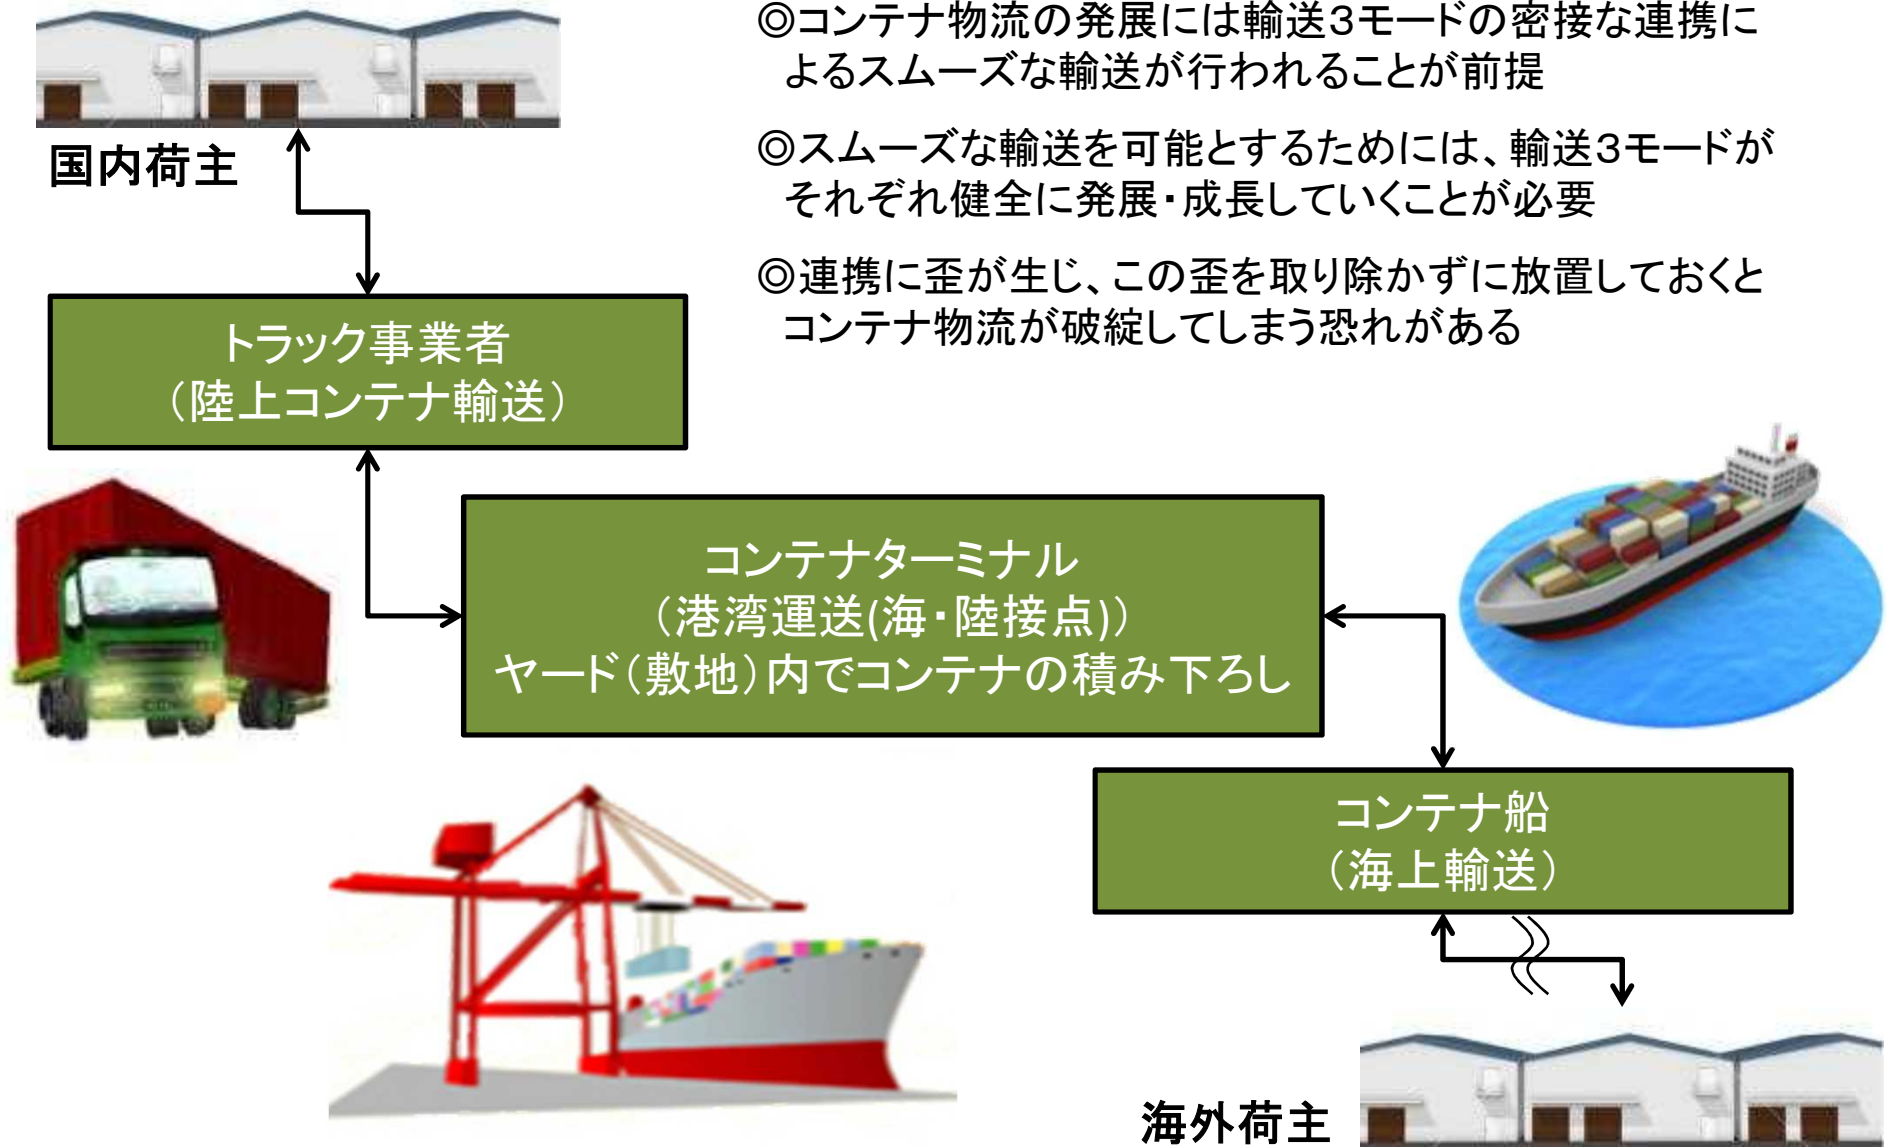 ◎コンテナ物流の発展には輸送3モードの密接な連携に
よるスムーズな輸送が行われることが前提
◎スムーズな輸送を可能とするためには、輸送3モードが
それぞれ健全に発展・成長していくことが必要
◎連携に歪が生じ、この歪を取り除かずに放置しておくと
コンテナ物流が破綻してしまう恐れがある
国内荷主
トラック事業者
（陸上コンテナ輸送）
コンテナターミナル
（港湾運送(海・陸接点)）
ヤード（敷地）内でコンテナの積み下ろし
コンテナ船
（海上輸送）
海外荷主